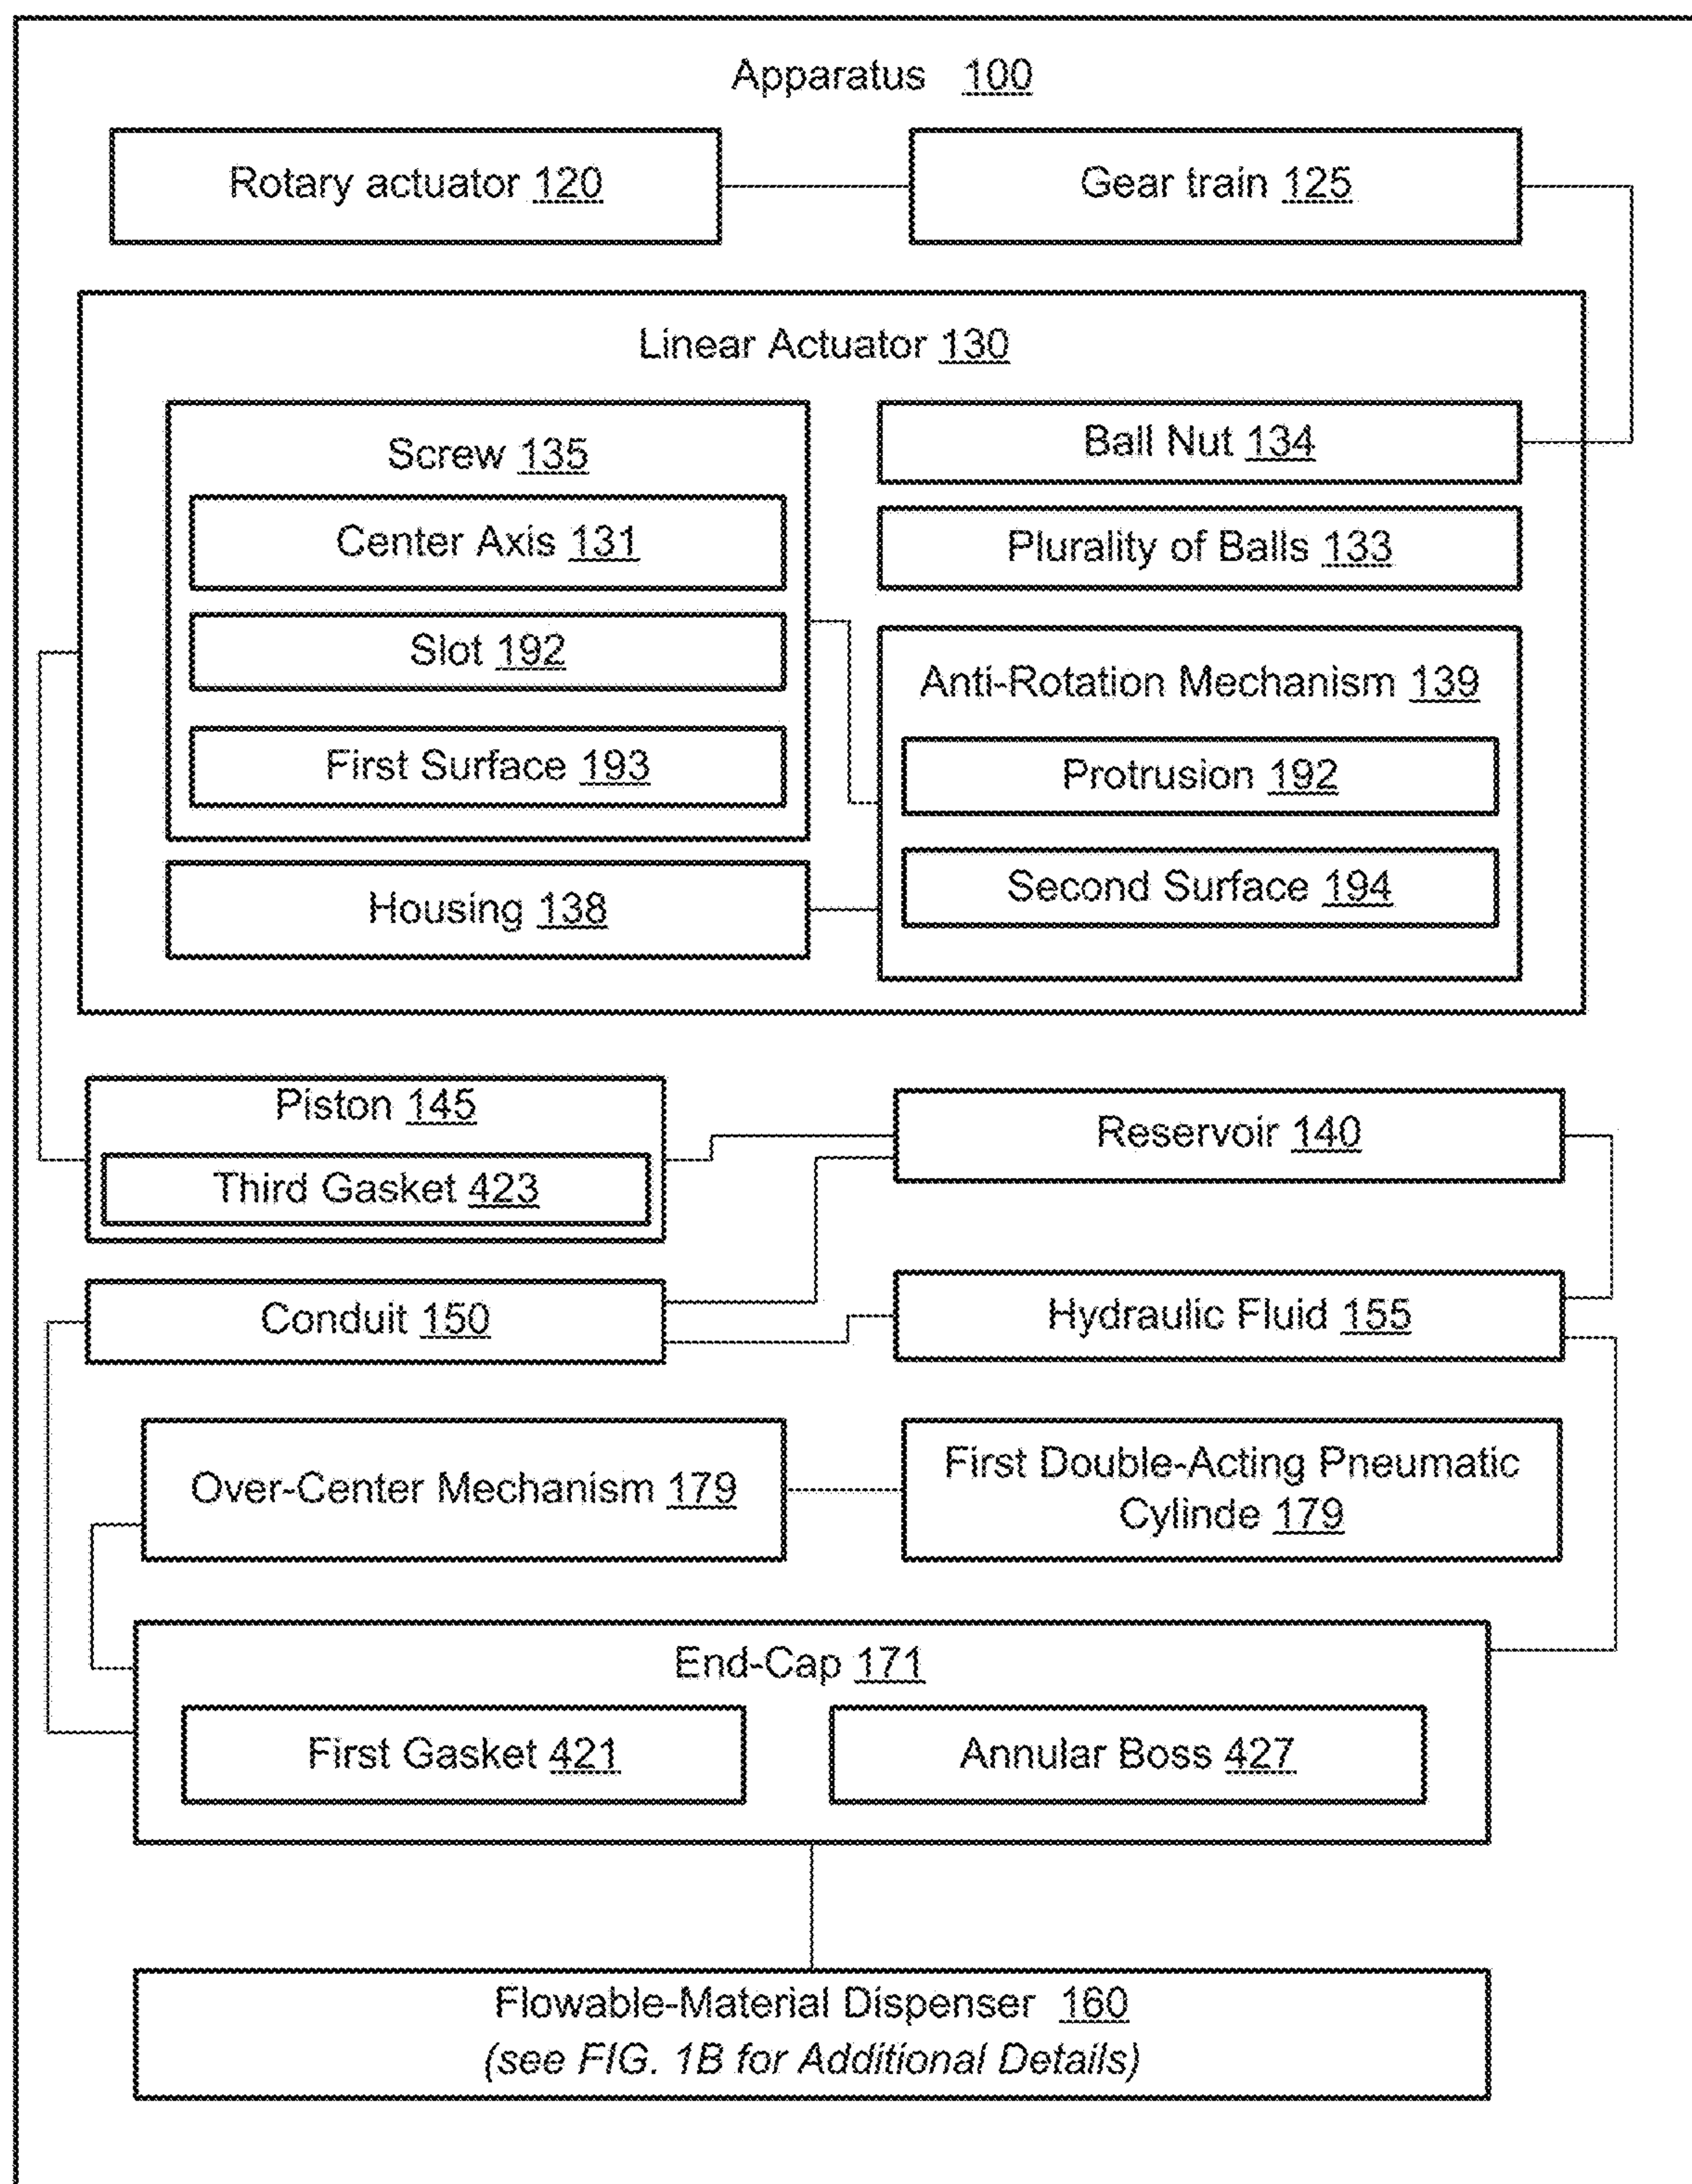 Apparatus 100
Rotary actuator 120
Gear train 125
Linear Actuator 130
Screw 135
Center Axis 131
Slot 192
First Surface 193
Housing 138
Ball Nut 134
Plurality of Balls 133
Anti-Rotation Mechanism 139
Protrusion 192
Second Surface 194
Piston 145
Third Gasket 423
Reservoir 140
Conduit 150
Hydraulic Fluid 155
Over-Center Mechanism 179
First Double-Acting Pneumatic
Cylinde 179
End-Cap 171
First Gasket 421
Annular Boss 427
Flowable-Material Dispenser 160
(see FIG. 1B for Additional Details)